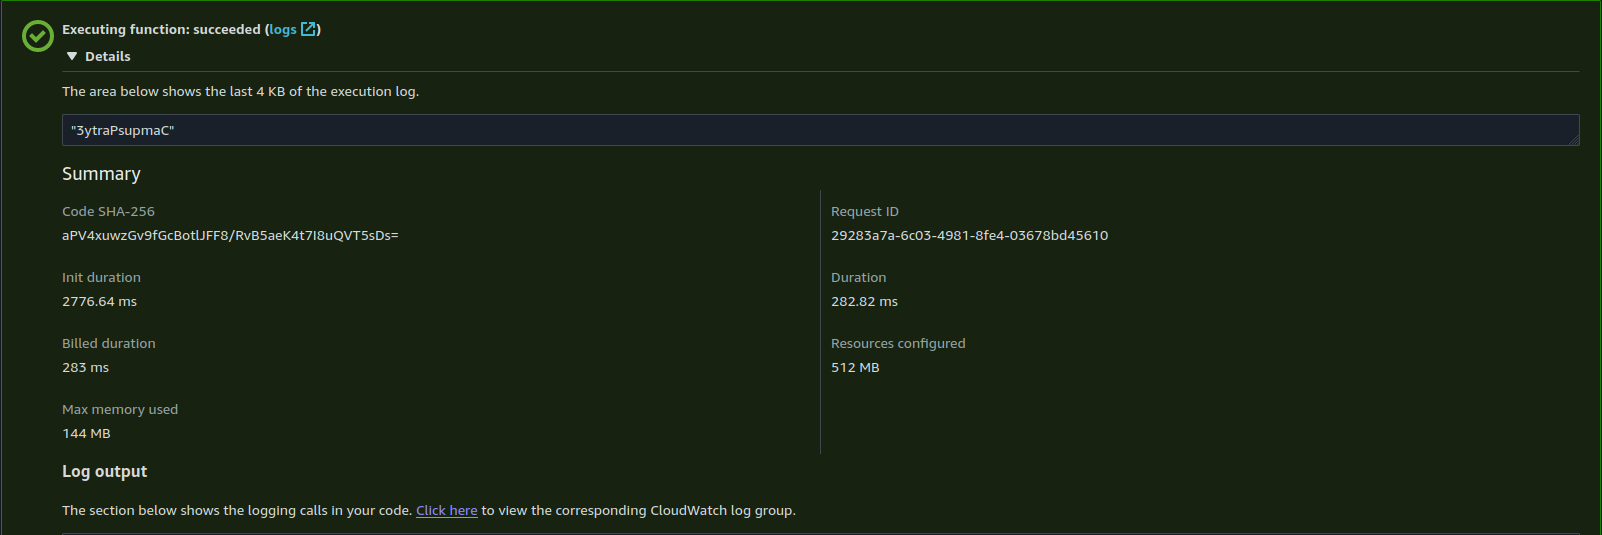 Executing function: succeeded (logs)
Details
The area below shows the last 4 KB of the execution log.
"3ytraPsupmaC"
Summary
Code SHA-256
aPV4xuwzGv9fGcBotlJFF8/RvB5aeK4t7I8uQVT5sDs=
Request ID
29283a7a-6c03-4981-8fe4-03678bd45610
Init duration
2776.64 ms
Duration
282.82 ms
Billed duration
283 ms
Resources configured
512 MB
Max memory used
144 MB
Log output
The section below shows the logging calls in your code. Click here to view the corresponding CloudWatch log group.